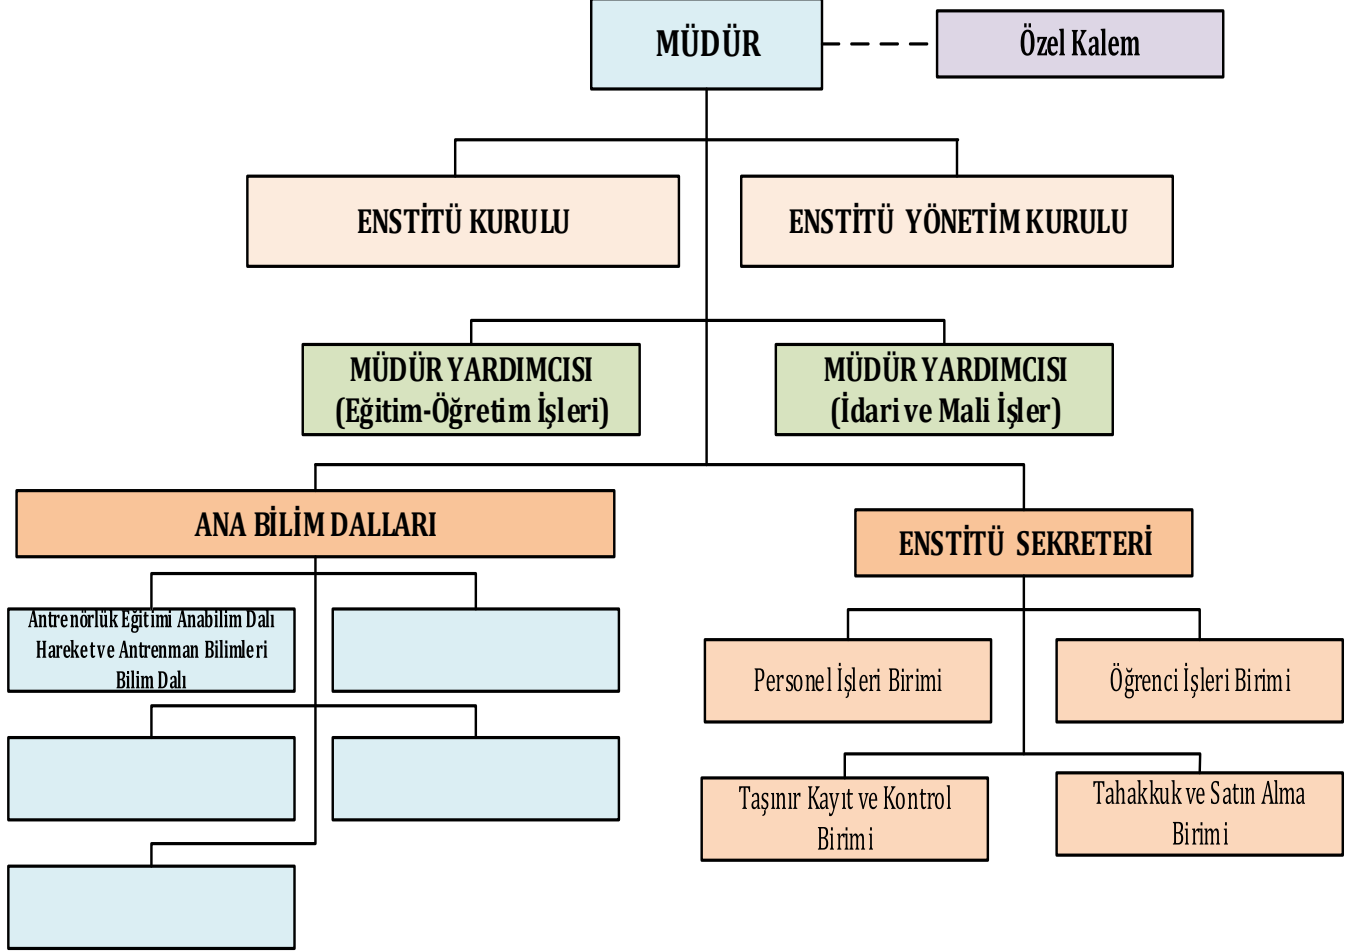 MÜDÜR
Özel Kalem
ENSTİTÜ KURULU
ENSTİTÜ YÖNETİM KURULU
MÜDÜR YARDIMCISI
(Eğitim-Öğretim İşleri)
MÜDÜR YARDIMCISI
(İdari ve Mali İşler)
ANA BİLİM DALLARI
ENSTİTÜ SEKRETERİ
Antrenörlük Eğitimi Anabilim Dalı
Hareket ve Antrenman Bilimleri
Bilim Dalı
Personel İşleri Birimi
Öğrenci İşleri Birimi
Taşınır Kayıt ve Kontrol
Birimi
Tahakkuk ve Satın Alma
Birimi